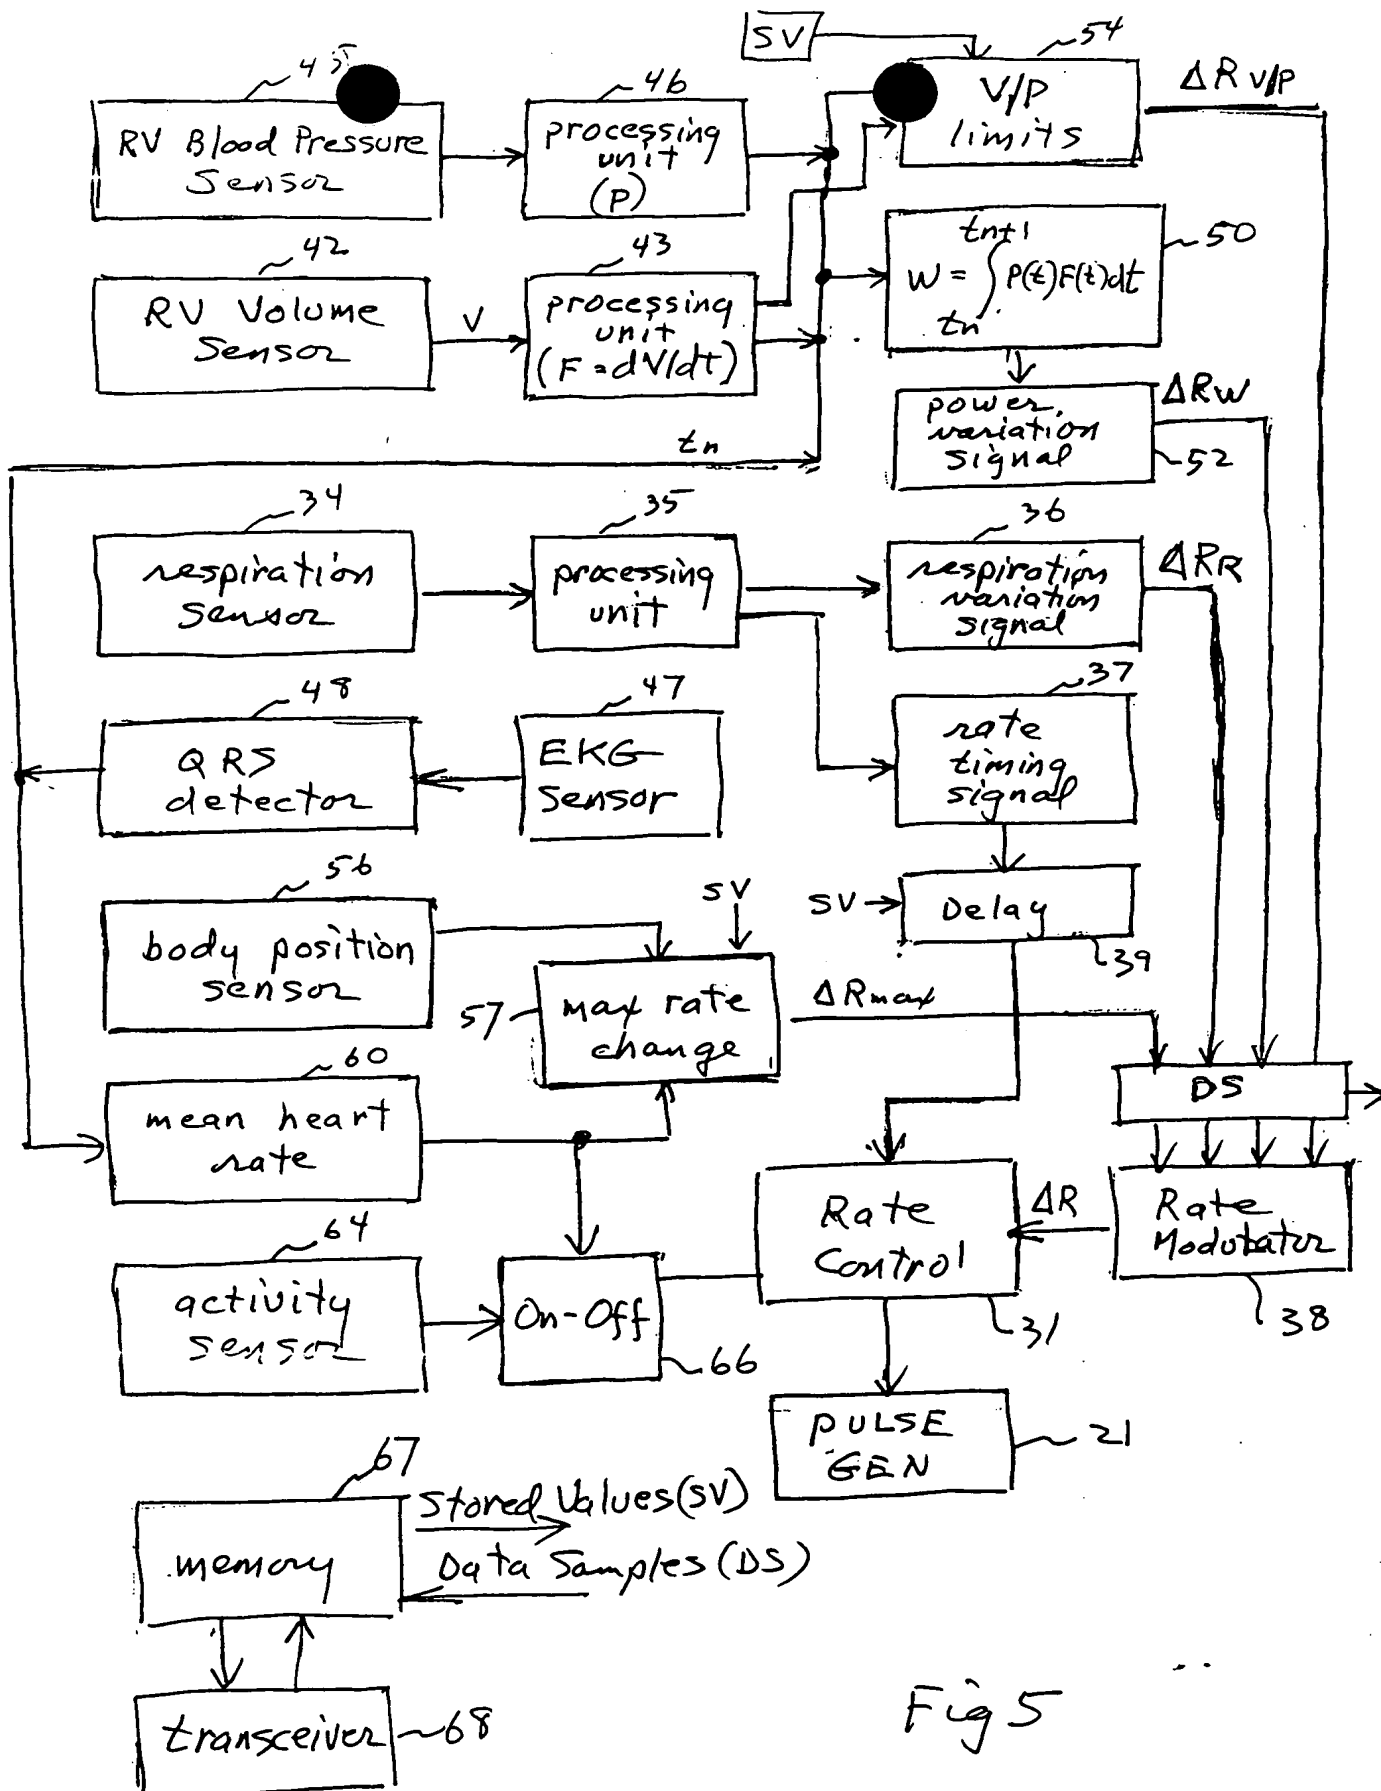 SV
54
45
RV Blood Pressure
Sensor
46
processing
unit
(P)
V/P
limits
ΔR V/P
42
RV Volume
Sensor
V
43
processing
unit
(F = dV/dt)
tn+1
W = ∫ P(t)F(t)dt
tn
50
power
variation
signal
ΔRW
52
tn
34
respiration
sensor
35
processing
unit
36
respiration
variation
signal
ΔRR
48
QRS
detector
47
EKG
Sensor
37
rate
timing
signal
56
body position
sensor
SV
SV
Delay
39
57
max rate
change
ΔRmax
60
mean heart
rate
DS
64
activity
sensor
On-Off
66
Rate
Control
31
ΔR
Rate
Modulator
38
PULSE
GEN
21
67
memory
Stored Values (SV)
Data Samples (DS)
transceiver
68
Fig 5